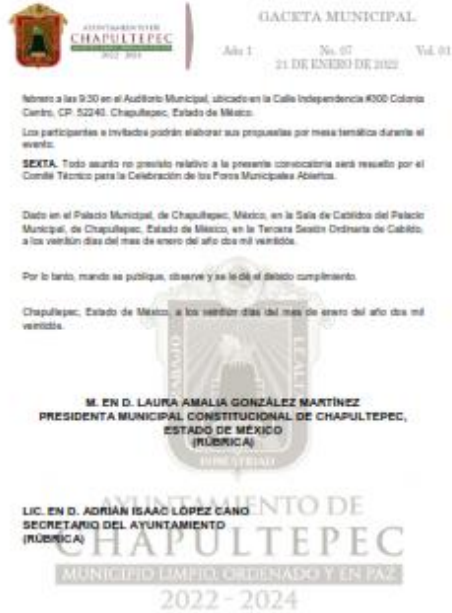 AYUNTAMIENTO DE
CHAPULTEPEC
2022 - 2024
GACETA MUNICIPAL
Año 1 No. 07 Vol. 01
21 DE ENERO DE 2022
febrero a las 9:30 en el Auditorio Municipal, ubicado en la Calle Independencia #300 Colonia
Centro, CP. 52240. Chapultepec, Estado de México.
Los participantes e invitados podrán elaborar sus propuestas por mesa temática durante el
evento.
SEXTA. Todo asunto no previsto relativo a la presente convocatoria será resuelto por el
Comité Técnico para la Celebración de los Foros Municipales Abiertos.
Dado en el Palacio Municipal, de Chapultepec, México, en la Sala de Cabildos del Palacio
Municipal, de Chapultepec, Estado de México, en la Tercera Sesión Ordinaria de Cabildo,
a los veintiún días del mes de enero del año dos mil veintidós.
Por lo tanto, mando se publique, observe y se le dé el debido cumplimiento.
Chapultepec, Estado de México, a los veintiún días del mes de enero del año dos mil
veintidós.
TRABAJO
LEALTAD
M. EN D. LAURA AMALIA GONZÁLEZ MARTÍNEZ
PRESIDENTA MUNICIPAL CONSTITUCIONAL DE CHAPULTEPEC,
ESTADO DE MÉXICO
(RÚBRICA)
LIC. EN D. ADRIÁN ISAAC LÓPEZ CANO
SECRETARIO DEL AYUNTAMIENTO
(RÚBRICA)
AYUNTAMIENTO DE
CHAPULTEPEC
MUNICIPIO LIMPIO, ORDENADO Y EN PAZ
2022 - 2024